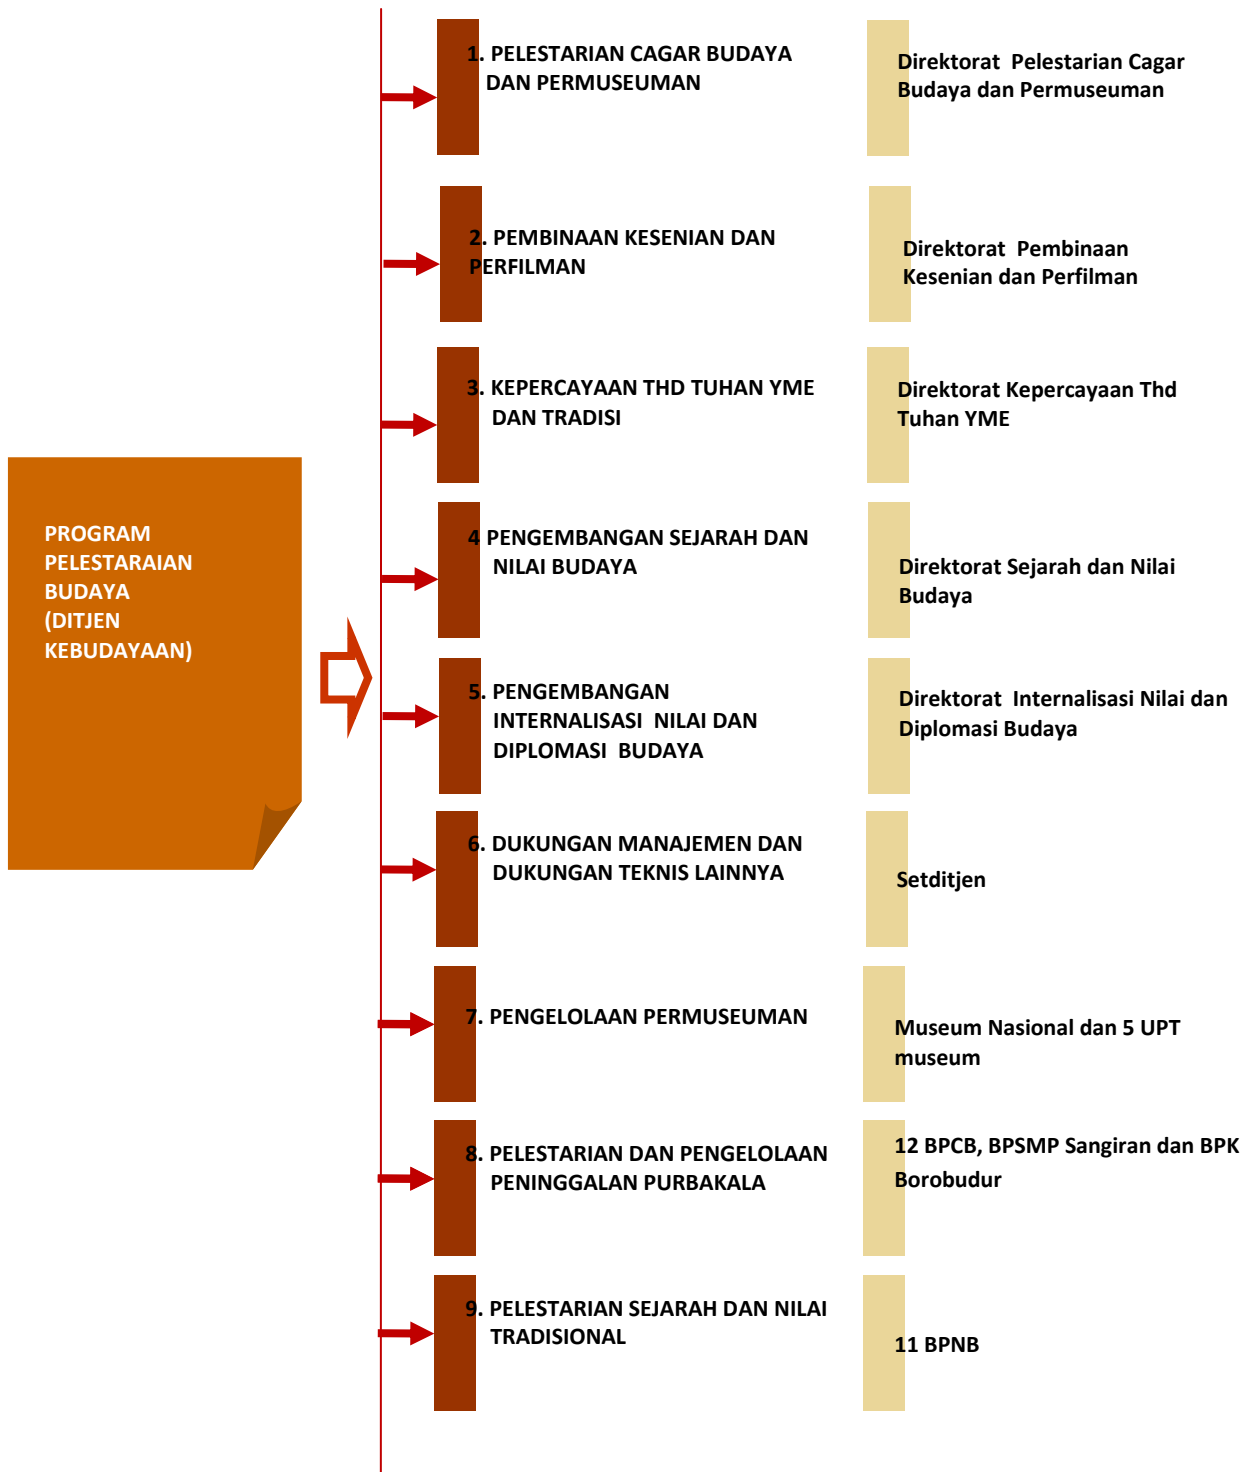 PROGRAM
PELESTARAIAN
BUDAYA
(DITJEN
KEBUDAYAAN)
1. PELESTARIAN CAGAR BUDAYA
DAN PERMUSEUMAN
Direktorat Pelestarian Cagar
Budaya dan Permuseuman
2. PEMBINAAN KESENIAN DAN
PERFILMAN
Direktorat Pembinaan
Kesenian dan Perfilman
3. KEPERCAYAAN THD TUHAN YME
DAN TRADISI
Direktorat Kepercayaan Thd
Tuhan YME
4 PENGEMBANGAN SEJARAH DAN
NILAI BUDAYA
Direktorat Sejarah dan Nilai
Budaya
5. PENGEMBANGAN
INTERNALISASI NILAI DAN
DIPLOMASI BUDAYA
Direktorat Internalisasi Nilai dan
Diplomasi Budaya
6. DUKUNGAN MANAJEMEN DAN
DUKUNGAN TEKNIS LAINNYA
Setditjen
7. PENGELOLAAN PERMUSEUMAN
Museum Nasional dan 5 UPT
museum
8. PELESTARIAN DAN PENGELOLAAN
PENINGGALAN PURBAKALA
12 BPCB, BPSMP Sangiran dan BPK
Borobudur
9. PELESTARIAN SEJARAH DAN NILAI
TRADISIONAL
11 BPNB